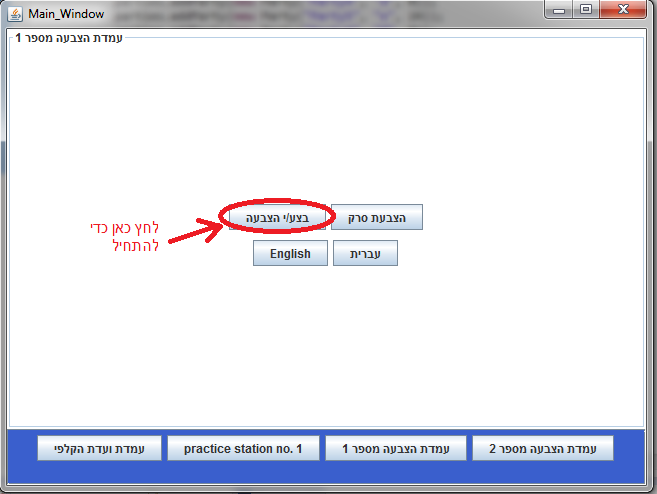 Main_Window
עמדת הצבעה מספר 1
בצע/י הצבעה
הצבעת סרק
לחץ כאן כדי
להתחיל
English
עברית
עמדת ועדת הקלפי
practice station no. 1
עמדת הצבעה מספר 1
עמדת הצבעה מספר 2